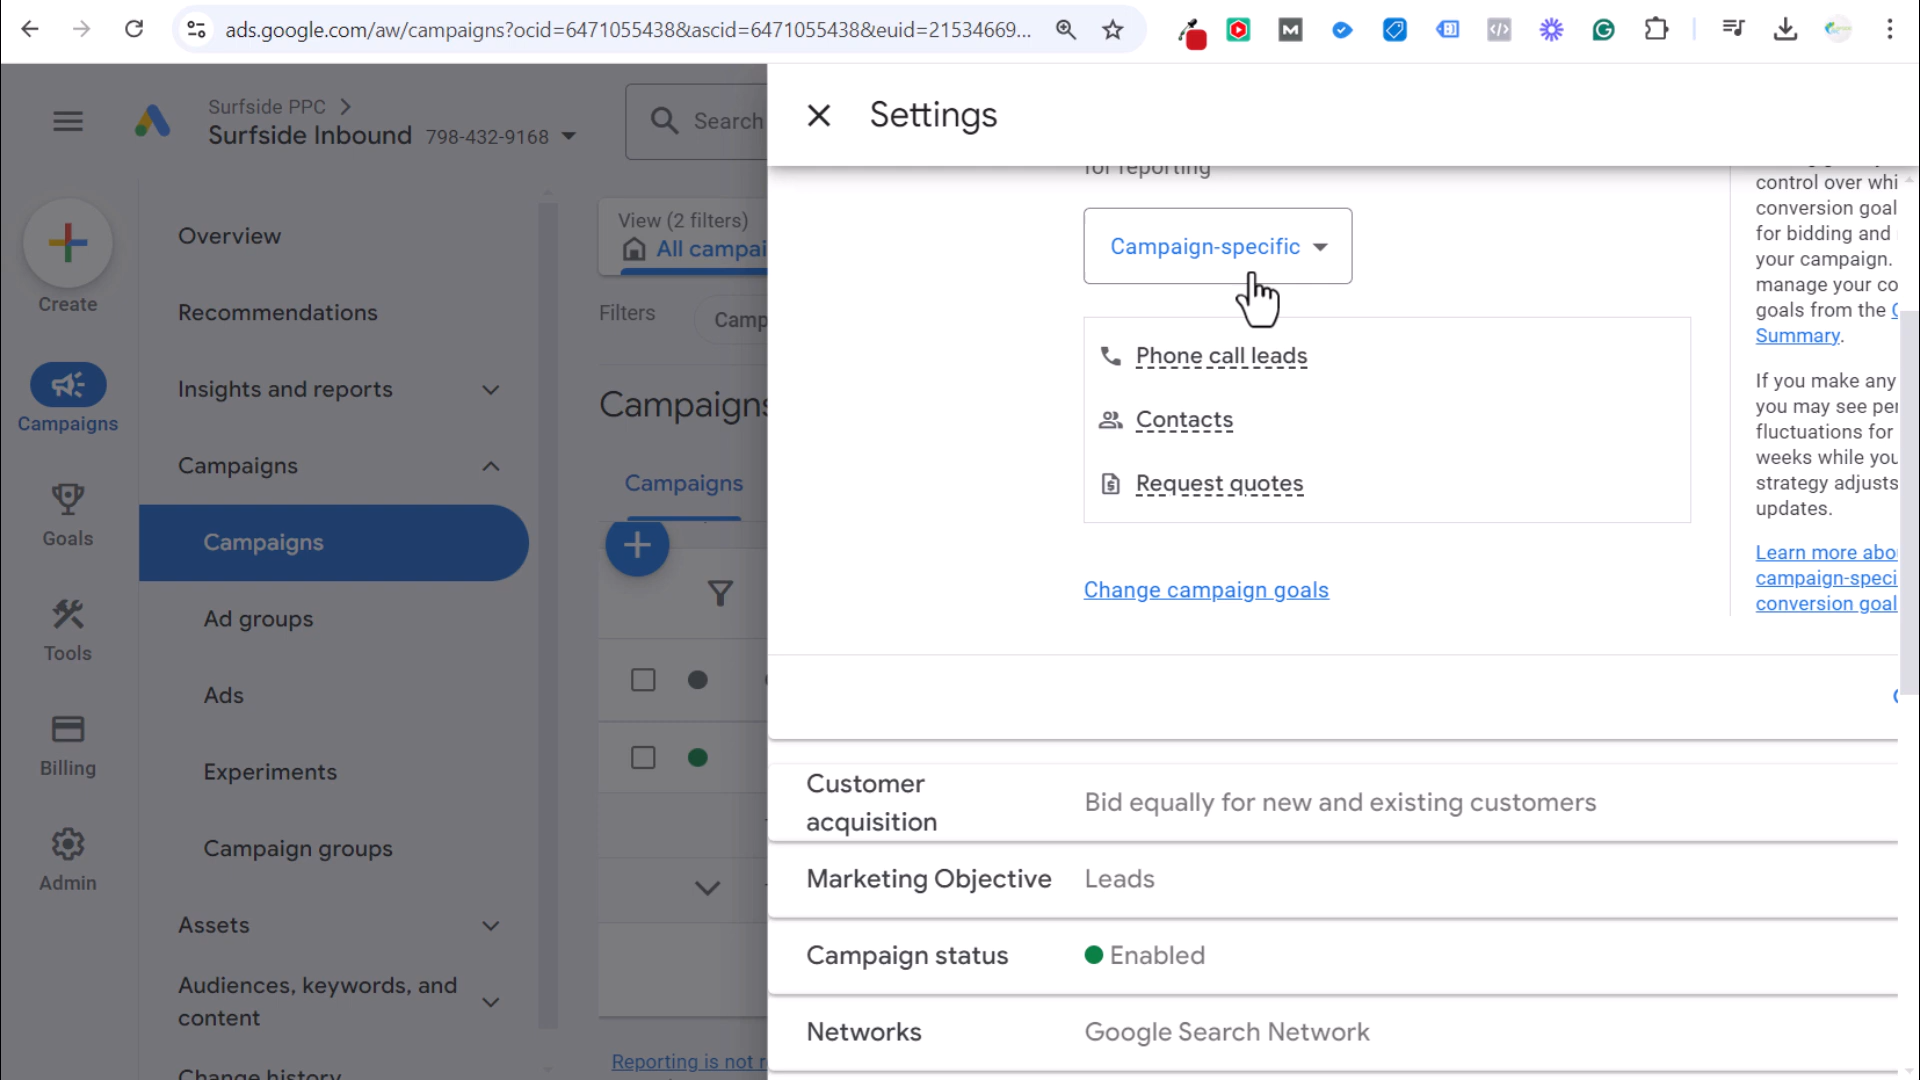 ads.google.com/aw/campaigns?ocid=6471055438&ascid=6471055438&euid=21534669...
Surfside PPC
Surfside Inbound 798-432-9168
Search
Settings
Create
Campaigns
Goals
Tools
Billing
Admin
Overview
Recommendations
Insights and reports
Campaigns
Campaigns
Ad groups
Ads
Experiments
Campaign groups
Assets
Audiences, keywords, and
content
Change history
View (2 filters)
All campai
Filters
Camp
Campaigns
Campaigns
Reporting is not r
for reporting
Campaign-specific
Phone call leads
Contacts
Request quotes
Change campaign goals
control over whi
conversion goal
for bidding and
your campaign.
manage your co
goals from the
Summary.
If you make any
you may see per
fluctuations for
weeks while you
strategy adjusts
updates.
Learn more abou
campaign-speci
conversion goal
Customer
acquisition
Bid equally for new and existing customers
Marketing Objective
Leads
Campaign status
Enabled
Networks
Google Search Network